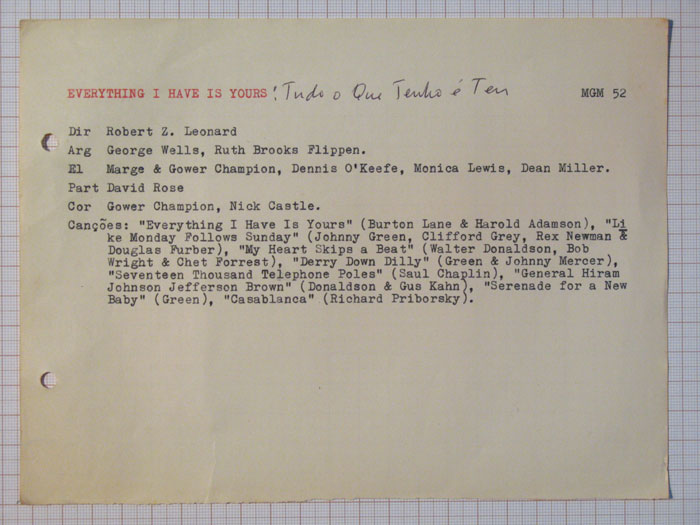 EVERYTHING I HAVE IS YOURS! Tudo o Que Tenho é Teu MGM 52
Dir Robert Z. Leonard
Arg George Wells, Ruth Brooks Flippen.
El Marge & Gower Champion, Dennis O'Keefe, Monica Lewis, Dean Miller.
Part David Rose
Cor Gower Champion, Nick Castle.
Canções: "Everything I Have Is Yours" (Burton Lane & Harold Adamson), "Li
ke Monday Follows Sunday" (Johnny Green, Clifford Grey, Rex Newman &
Douglas Furber), "My Heart Skips a Beat" (Walter Donaldson, Bob
Wright & Chet Forrest), "Derry Down Dilly" (Green & Johnny Mercer),
"Seventeen Thousand Telephone Poles" (Saul Chaplin), "General Hiram
Johnson Jefferson Brown" (Donaldson & Gus Kahn), "Serenade for a New
Baby" (Green), "Casablanca" (Richard Priborsky).